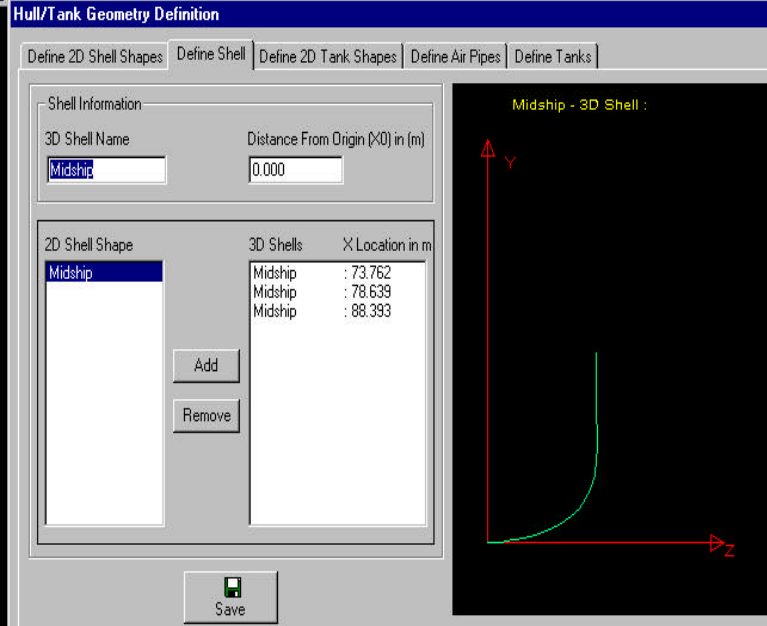 Hull/Tank Geometry Definition
Define 2D Shell Shapes Define Shell Define 2D Tank Shapes Define Air Pipes Define Tanks
Shell Information
3D Shell Name Distance From Origin (X0) in (m)
Midship 0.000
2D Shell Shape 3D Shells X Location in m
Midship Midship : 73.762
Midship : 78.639
Midship : 88.393
Add
Remove
Save
Midship - 3D Shell :
Y
Z